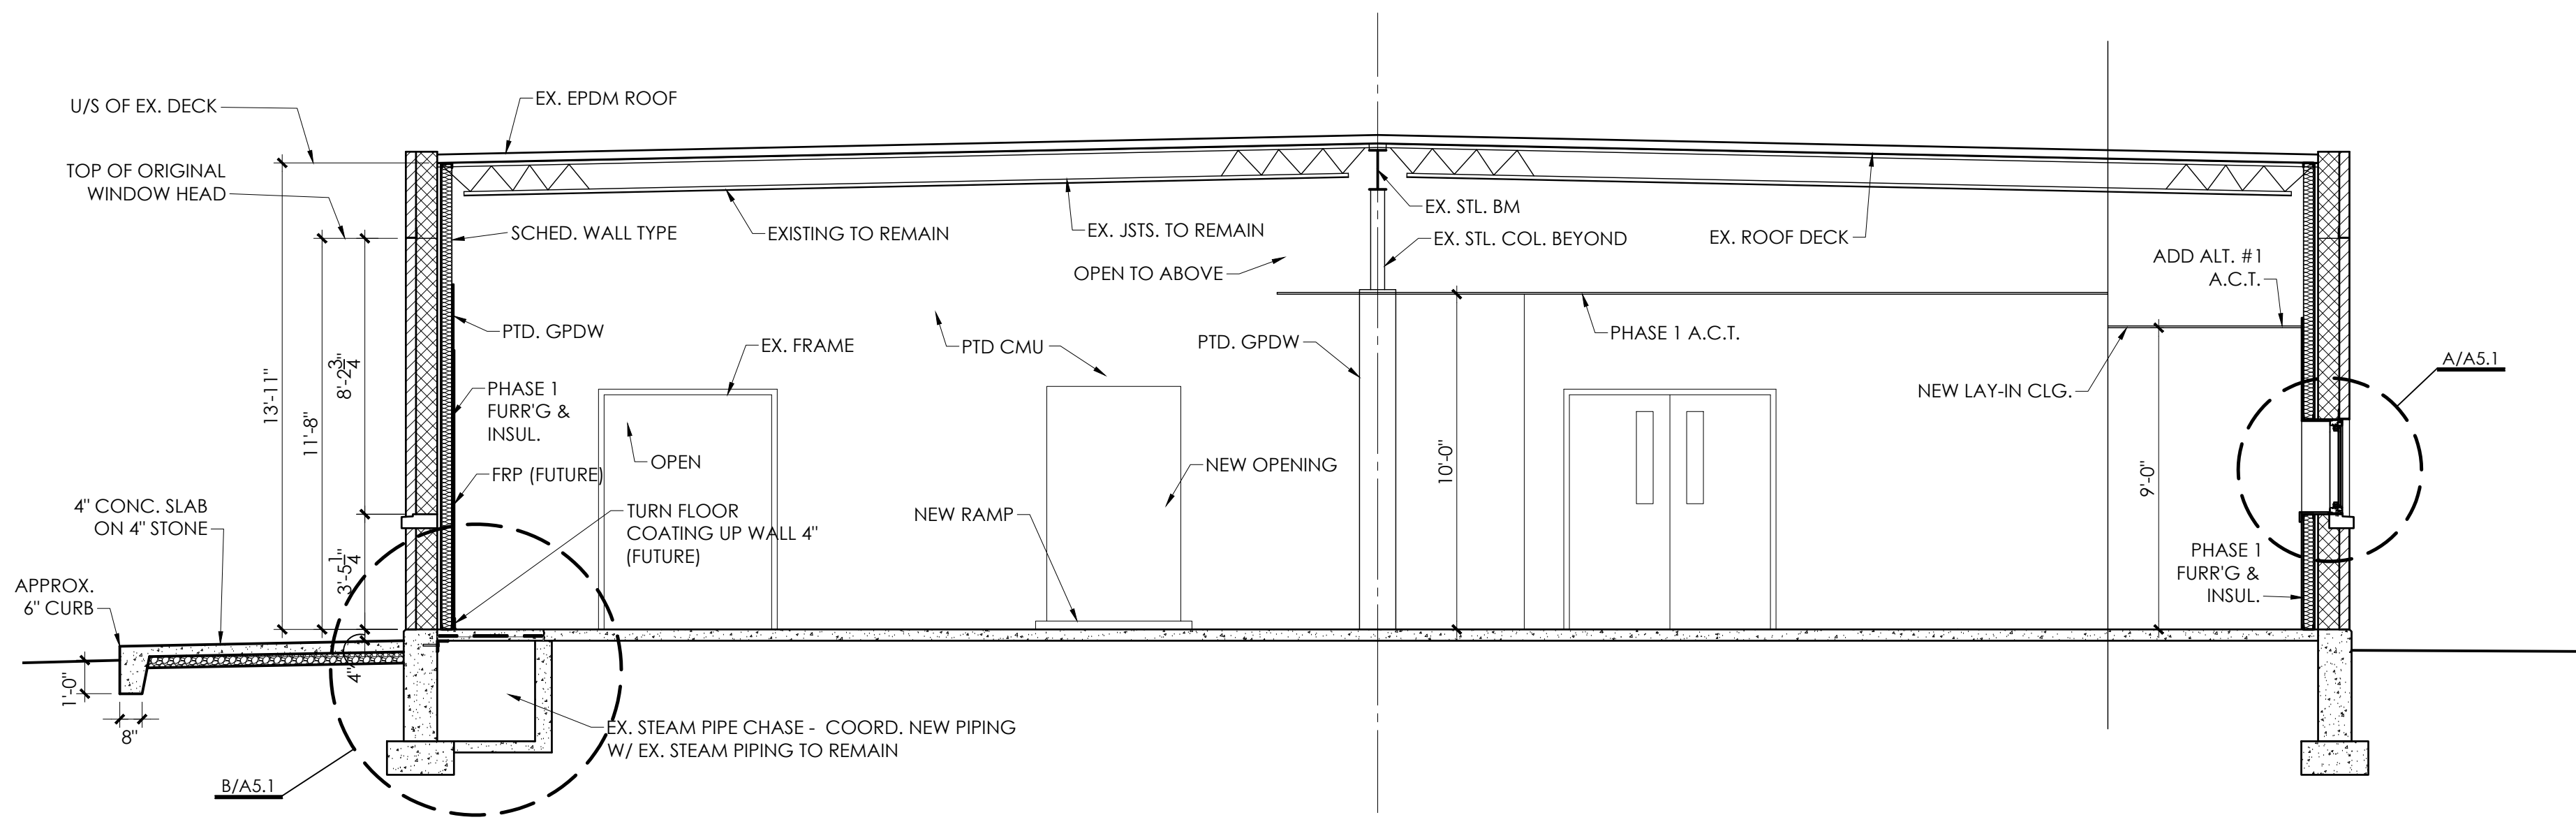 U/S OF EX. DECK
EX. EPDM ROOF
TOP OF ORIGINAL
WINDOW HEAD
SCHED. WALL TYPE
EXISTING TO REMAIN
EX. JSTS. TO REMAIN
EX. STL. BM
EX. STL. COL. BEYOND
EX. ROOF DECK
OPEN TO ABOVE
ADD ALT. #1
A.C.T.
PTD. GPDW
EX. FRAME
PTD CMU
PTD. GPDW
PHASE 1 A.C.T.
A/A5.1
NEW LAY-IN CLG.
13'-11"
11'-8"
8'-2 3/4"
3'-5 1/4"
PHASE 1
FURR'G &
INSUL.
OPEN
FRP (FUTURE)
NEW OPENING
10'-0"
9'-0"
4" CONC. SLAB
ON 4" STONE
TURN FLOOR
COATING UP WALL 4"
(FUTURE)
NEW RAMP
PHASE 1
FURR'G &
INSUL.
APPROX.
6" CURB
1'-0"
8"
4"
EX. STEAM PIPE CHASE - COORD. NEW PIPING
W/ EX. STEAM PIPING TO REMAIN
B/A5.1